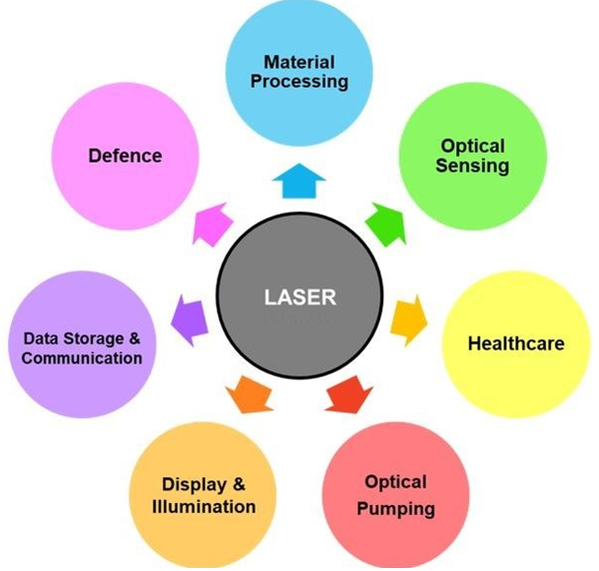 Material
Processing
Optical
Sensing
Defence
LASER
Healthcare
Data Storage &
Communication
Display &
Illumination
Optical
Pumping